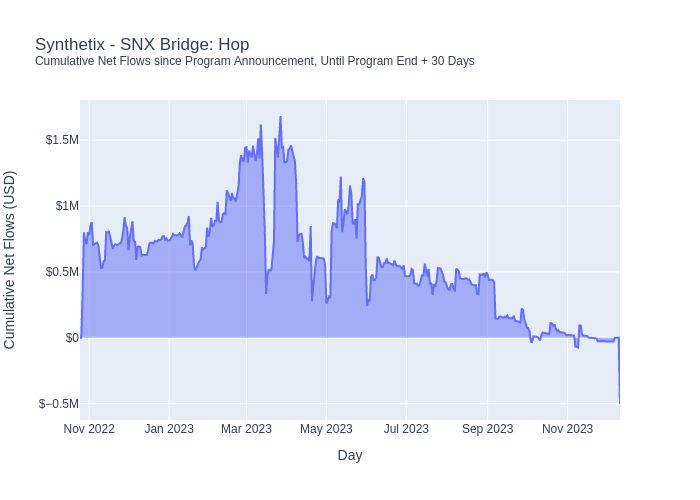 Synthetix - SNX Bridge: Hop
Cumulative Net Flows since Program Announcement, Until Program End + 30 Days
Cumulative Net Flows (USD)
$1.5M
$1M
$0.5M
$0
$−0.5M
Nov 2022 Jan 2023 Mar 2023 May 2023 Jul 2023 Sep 2023 Nov 2023
Day